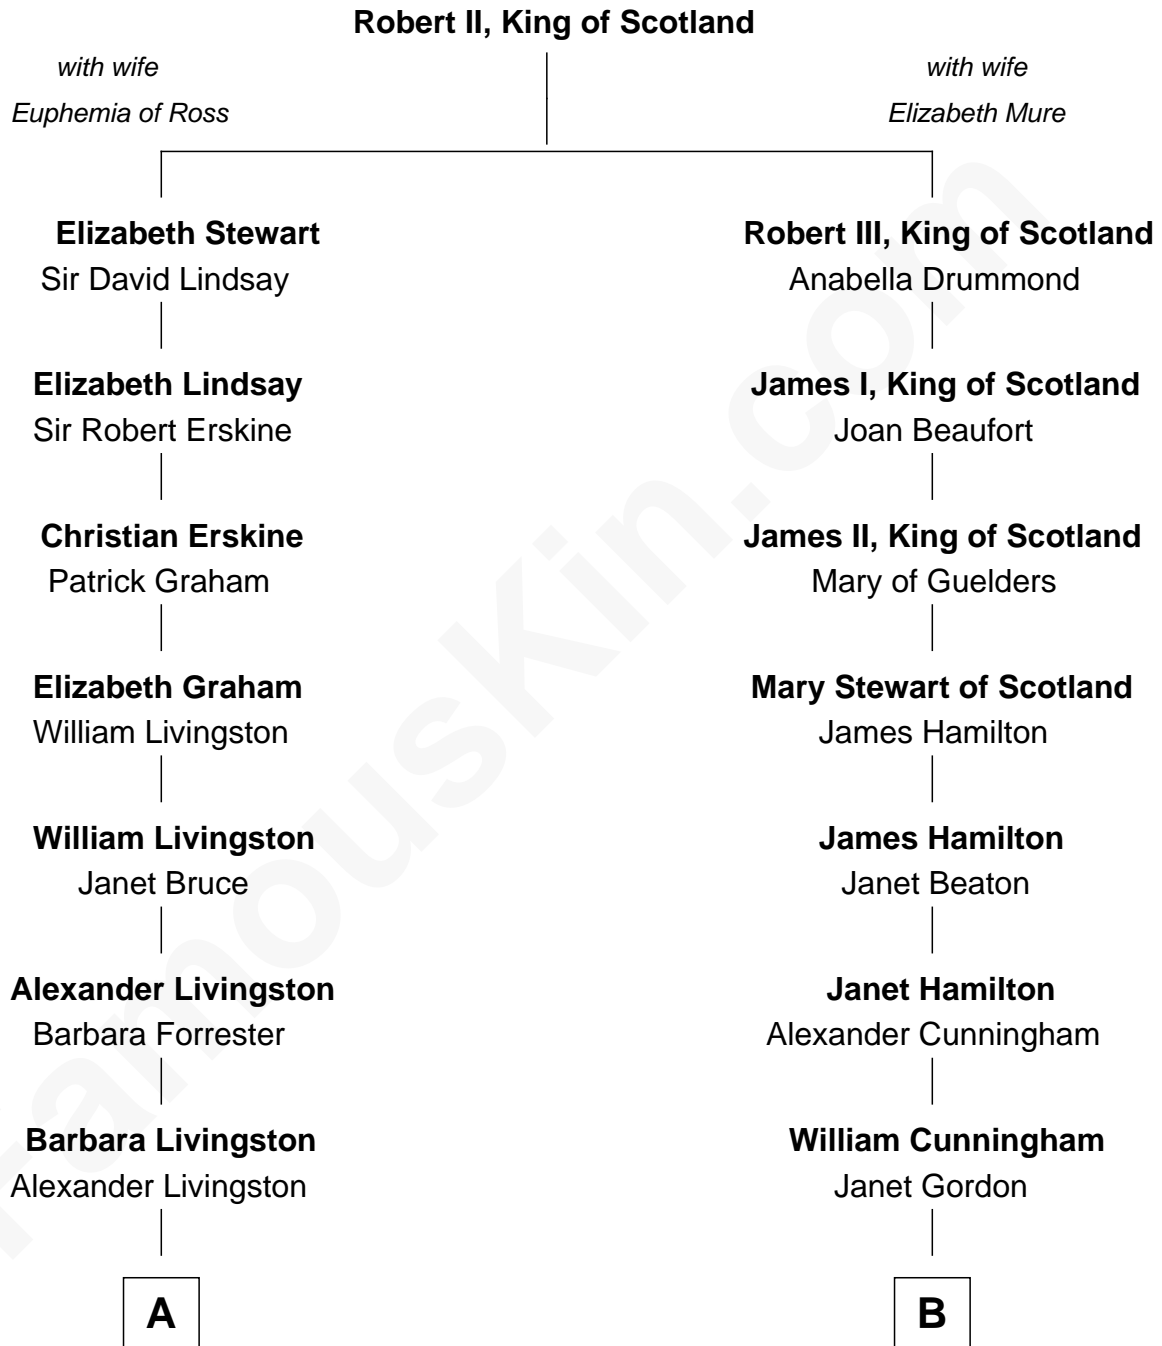 Robert II, King of Scotland
with wife
Euphemia of Ross
with wife
Elizabeth Mure
Elizabeth Stewart
Sir David Lindsay
Robert III, King of Scotland
Anabella Drummond
Elizabeth Lindsay
Sir Robert Erskine
James I, King of Scotland
Joan Beaufort
Christian Erskine
Patrick Graham
James II, King of Scotland
Mary of Guelders
Elizabeth Graham
William Livingston
Mary Stewart of Scotland
James Hamilton
William Livingston
Janet Bruce
James Hamilton
Janet Beaton
Alexander Livingston
Barbara Forrester
Janet Hamilton
Alexander Cunningham
Barbara Livingston
Alexander Livingston
William Cunningham
Janet Gordon
A
B
FamousKin.com